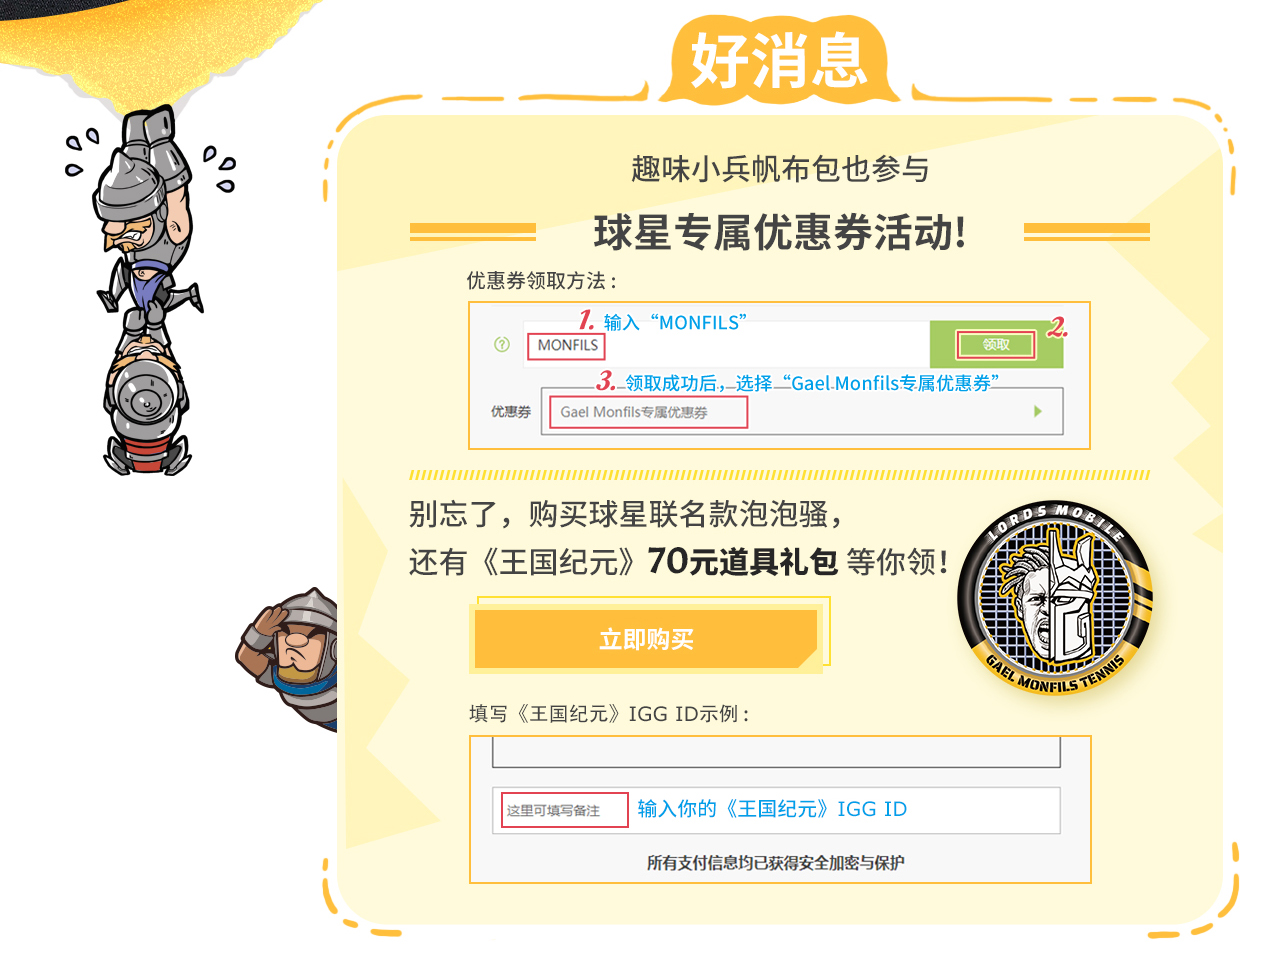 好消息
趣味小兵帆布包也参与
球星专属优惠券活动!
优惠券领取方法：
1. 输入“MONFILS”
2.
? MONFILS
领取
3. 领取成功后，选择“Gael Monfils专属优惠券”
优惠券 Gael Monfils专属优惠券
别忘了，购买球星联名款泡泡骚，
还有《王国纪元》70元道具礼包 等你领！
LORDS MOBILE
GAEL MONFILS TENNIS
立即购买
填写《王国纪元》IGG ID示例：
这里可填写备注 输入你的《王国纪元》IGG ID
所有支付信息均已获得安全加密与保护